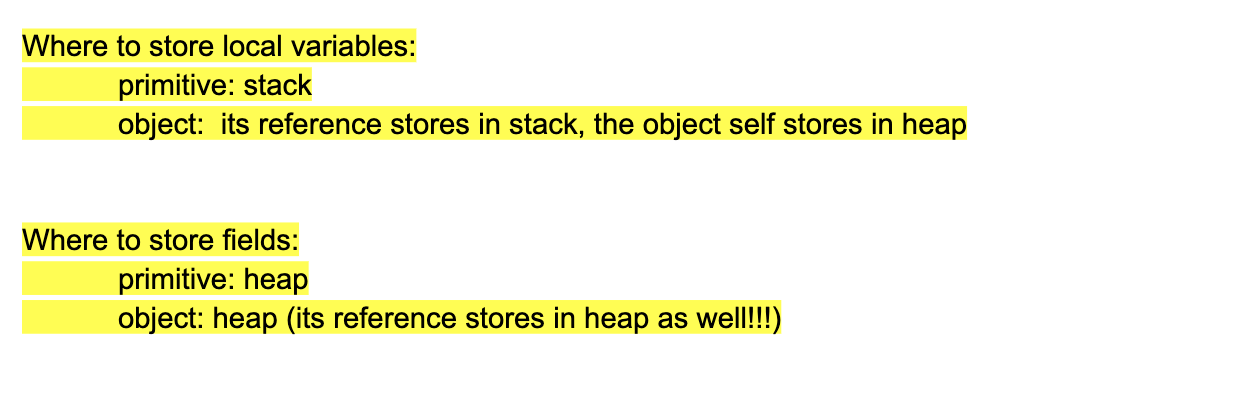 Where to store local variables:
primitive: stack
object:  its reference stores in stack, the object self stores in heap
Where to store fields:
primitive: heap
object: heap (its reference stores in heap as well!!!)